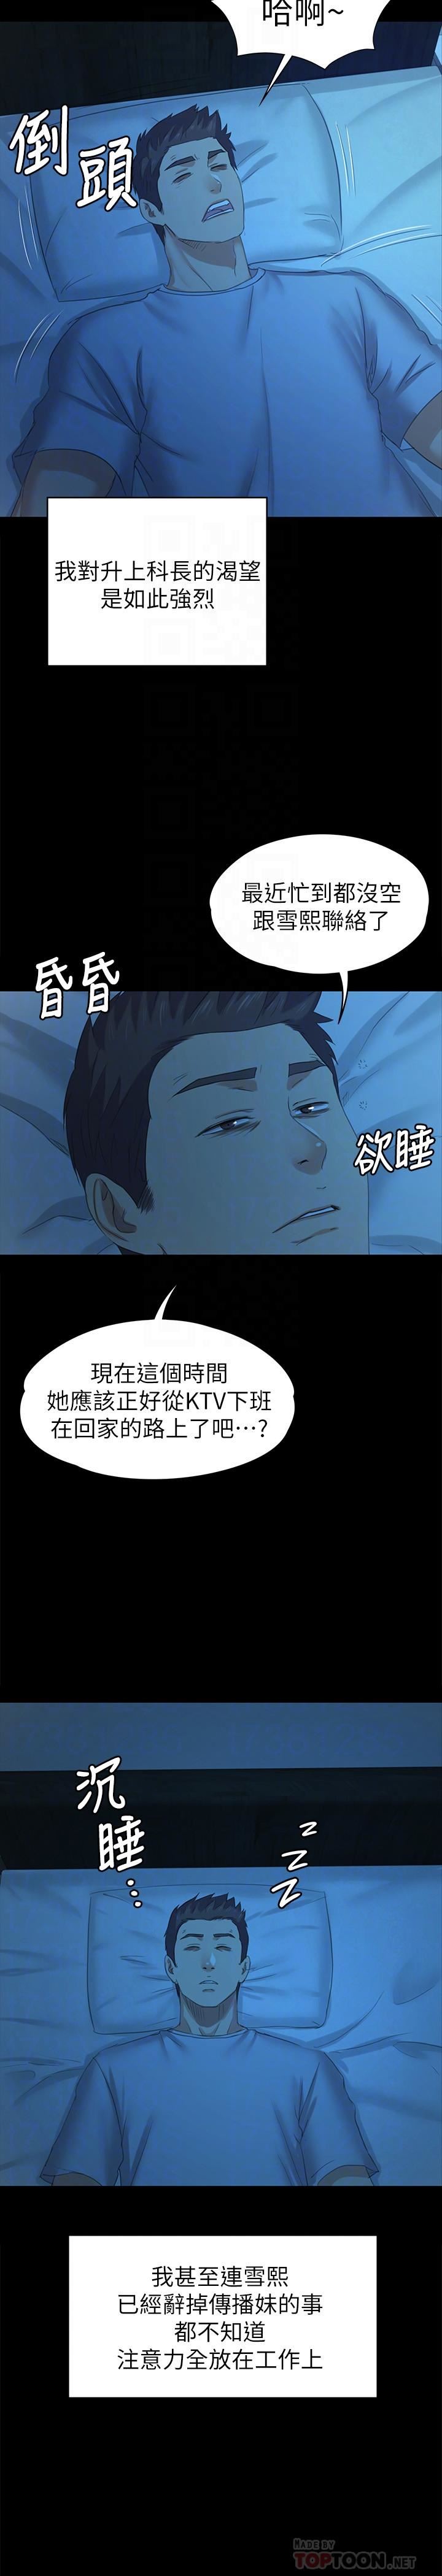 哈啊~
倒頭
我對升上科長的渴望
是如此強烈
最近忙到都沒空
跟雪熙聯絡了
昏昏
欲睡
現在這個時間
她應該正好從KTV下班
在回家的路上了吧…?
沉睡…
z z z
我甚至連雪熙
已經辭掉傳播妹的事
都不知道
注意力全放在工作上
MADE BY
TOPTOON.NET